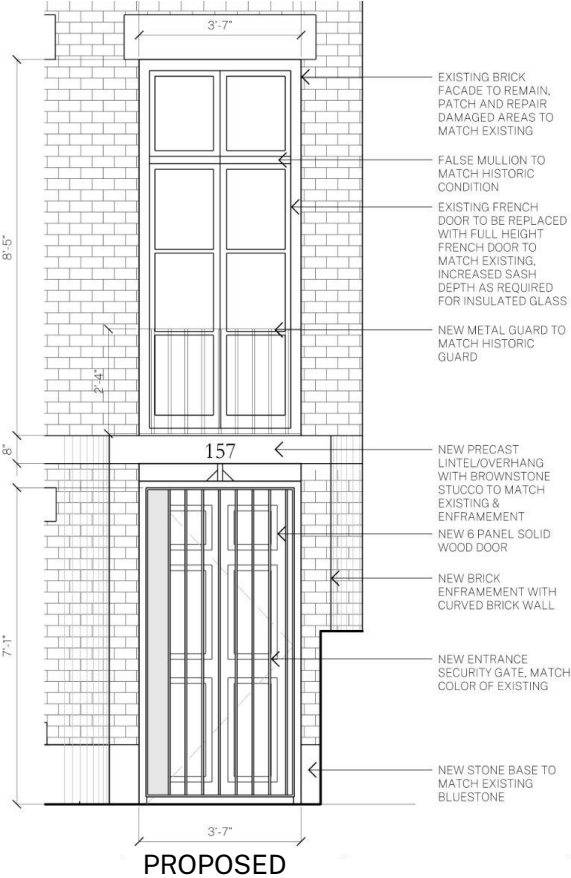 3'-7"
EXISTING BRICK
FACADE TO REMAIN,
PATCH AND REPAIR
DAMAGED AREAS TO
MATCH EXISTING
FALSE MULLION TO
MATCH HISTORIC
CONDITION
EXISTING FRENCH
DOOR TO BE REPLACED
WITH FULL HEIGHT
FRENCH DOOR TO
MATCH EXISTING,
INCREASED SASH
DEPTH AS REQUIRED
FOR INSULATED GLASS
8'-5"
NEW METAL GUARD TO
MATCH HISTORIC
GUARD
2'-4"
8"
157
NEW PRECAST
LINTEL/OVERHANG
WITH BROWNSTONE
STUCCO TO MATCH
EXISTING &
ENFRAMEMENT
NEW 6 PANEL SOLID
WOOD DOOR
NEW BRICK
ENFRAMEMENT WITH
CURVED BRICK WALL
7'-1"
NEW ENTRANCE
SECURITY GATE, MATCH
COLOR OF EXISTING
NEW STONE BASE TO
MATCH EXISTING
BLUESTONE
3'-7"
PROPOSED